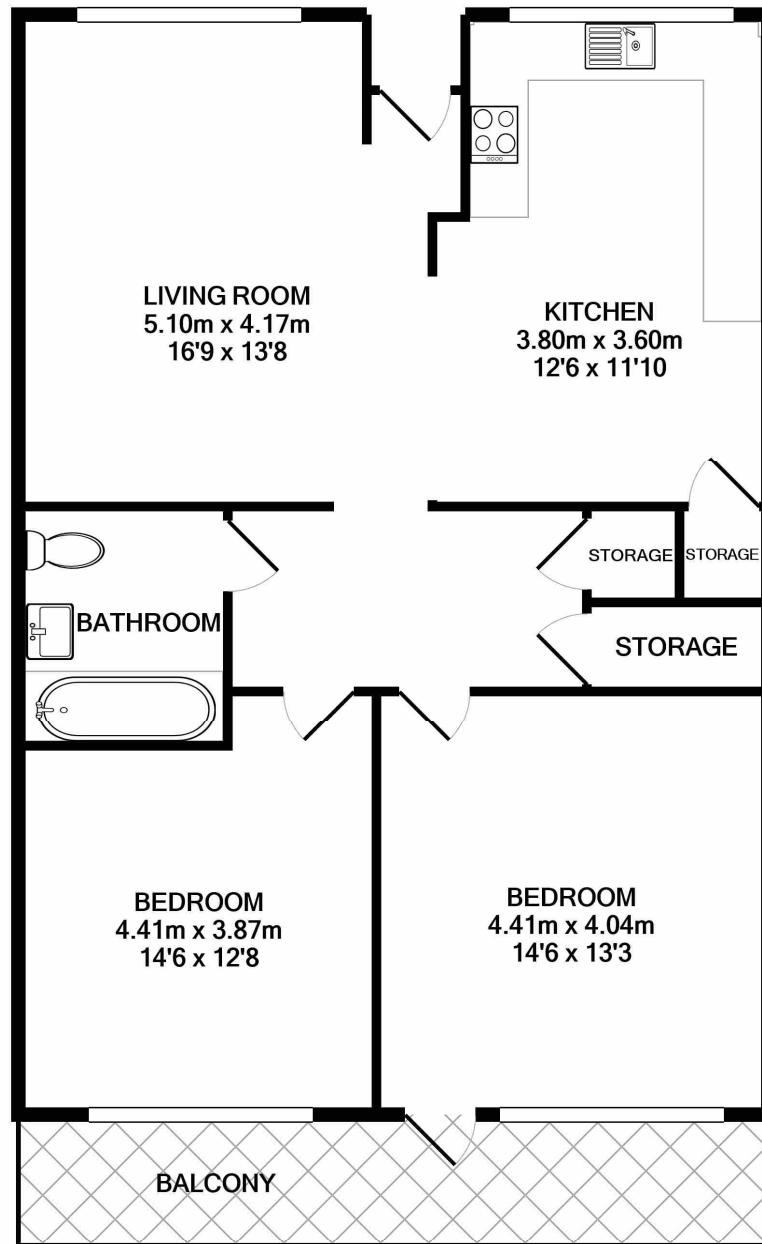 LIVING ROOM
5.10m x 4.17m
16'9 x 13'8
KITCHEN
3.80m x 3.60m
12'6 x 11'10
STORAGE
STORAGE
BATHROOM
STORAGE
BEDROOM
4.41m x 3.87m
14'6 x 12'8
BEDROOM
4.41m x 4.04m
14'6 x 13'3
BALCONY